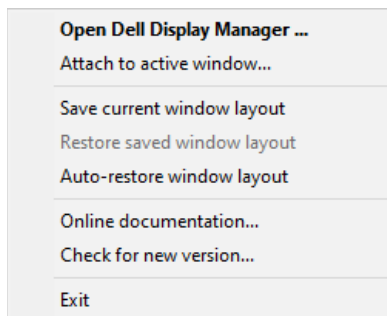 Open Dell Display Manager ...
Attach to active window...
Save current window layout
Restore saved window layout
Auto-restore window layout
Online documentation...
Check for new version...
Exit